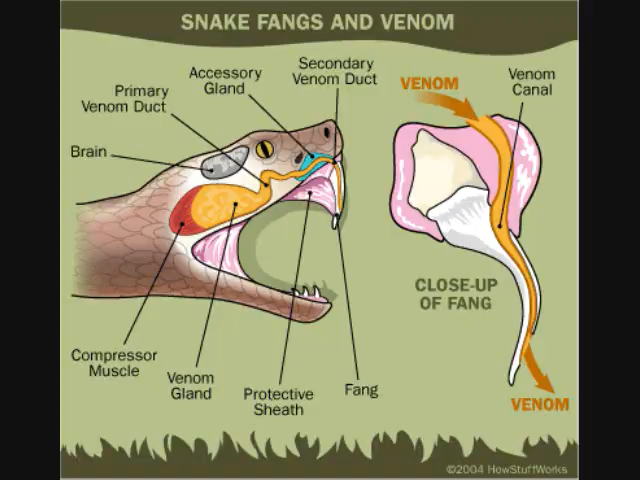 SNAKE FANGS AND VENOM
Secondary
Venom Duct
Accessory
Gland
Primary
Venom Duct
Brain
VENOM
Venom
Canal
CLOSE-UP
OF FANG
Compressor
Muscle
Venom
Gland
Protective
Sheath
Fang
VENOM
©2004 HowStuffWorks